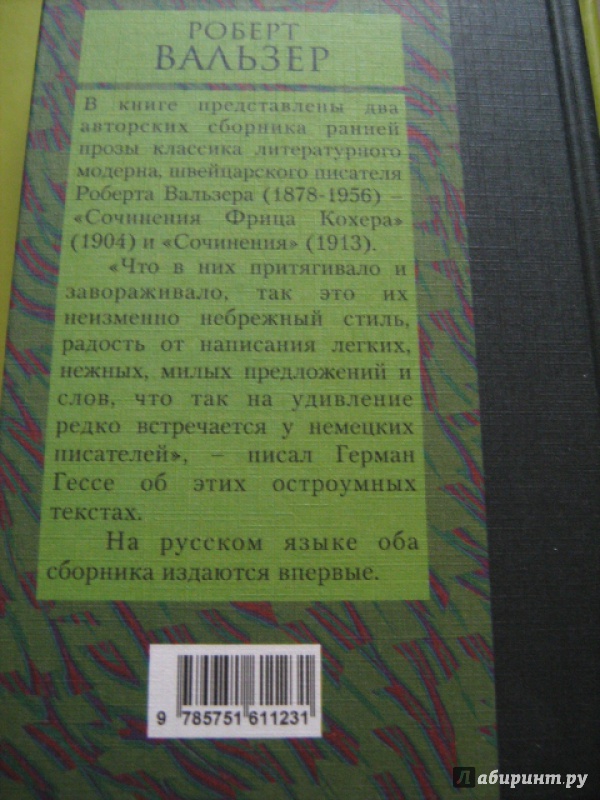 РОБЕРТ
ВАЛЬЗЕР
В книге представлены два
авторских сборника ранней
прозы классика литературного
модерна, швейцарского писателя
Роберта Вальзера (1878-1956) –
«Сочинения Фрица Кохера»
(1904) и «Сочинения» (1913).
«Что в них притягивало и
завораживало, так это их
неизменно небрежный стиль,
радость от написания легких,
нежных, милых предложений и
слов, что так на удивление
редко встречается у немецких
писателей», – писал Герман
Гессе об этих остроумных
текстах.
На русском языке оба
сборника издаются впервые.
9 785751 611231
Лабиринт.ру